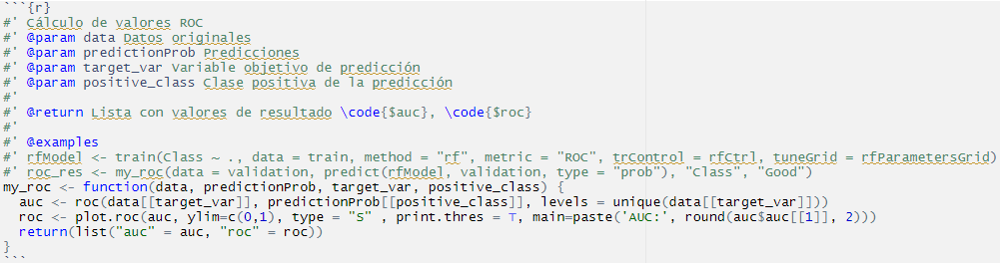 ```{r}
#' Cálculo de valores ROC
#' @param data Datos originales
#' @param predictionProb Predicciones
#' @param target_var Variable objetivo de predicción
#' @param positive_class Clase positiva de la predicción
#'
#' @return Lista con valores de resultado \code{$auc}, \code{$roc}
#'
#' @examples
#' rfModel <- train(Class ~ ., data = train, method = "rf", metric = "ROC", trControl = rfCtrl, tuneGrid = rfParametersGrid)
#' roc_res <- my_roc(data = validation, predict(rfModel, validation, type = "prob"), "Class", "Good")
my_roc <- function(data, predictionProb, target_var, positive_class) {
  auc <- roc(data[[target_var]], predictionProb[[positive_class]], levels = unique(data[[target_var]]))
  roc <- plot.roc(auc, ylim=c(0,1), type = "S" , print.thres = T, main=paste('AUC:', round(auc$auc[[1]], 2)))
  return(list("auc" = auc, "roc" = roc))
}
```